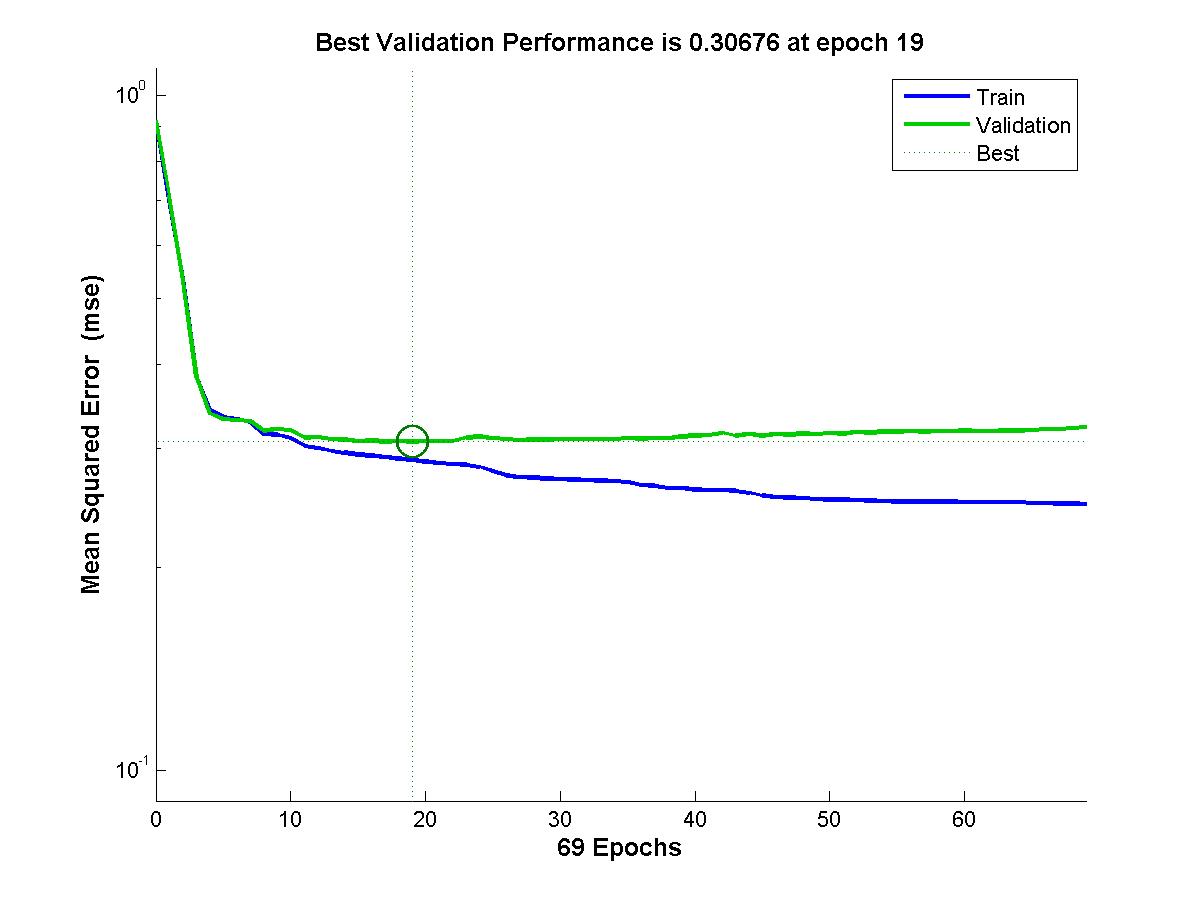 Best Validation Performance is 0.30676 at epoch 19
10^0
Train
Validation
Best
Mean Squared Error (mse)
10^-1
0 10 20 30 40 50 60
69 Epochs